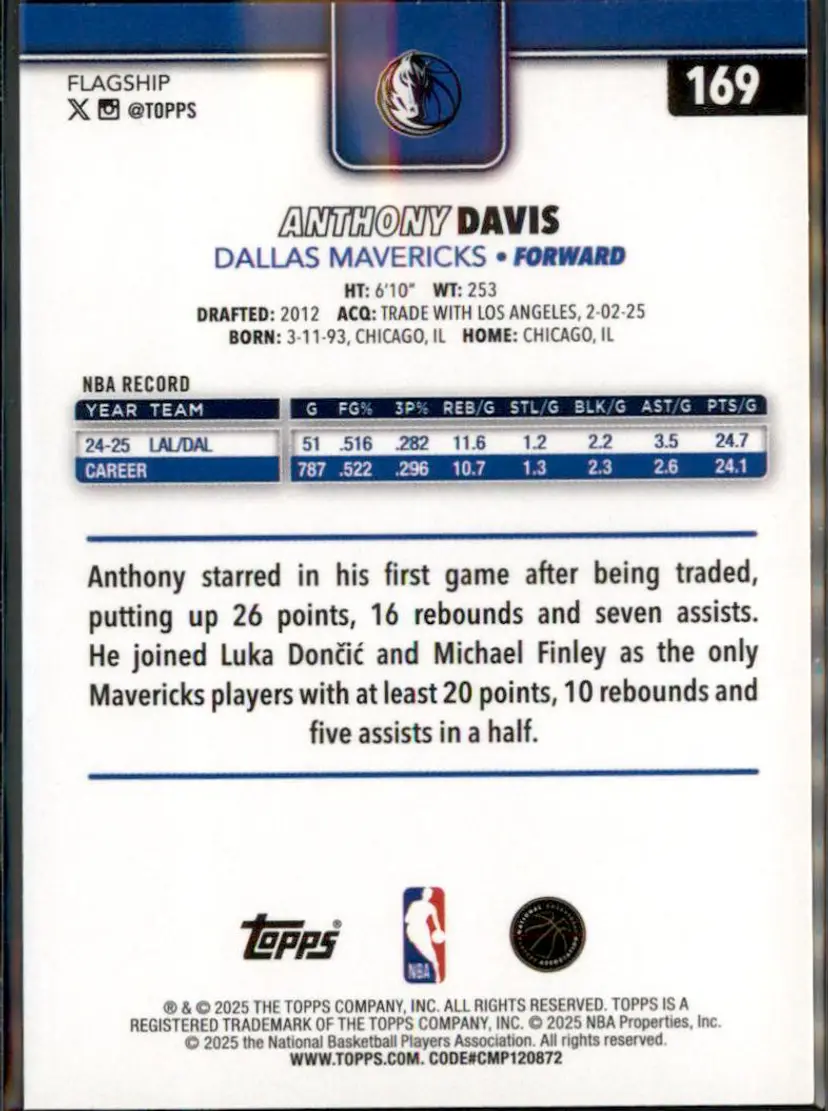 FLAGSHIP
169
X @TOPPS
ANTHONY DAVIS
DALLAS MAVERICKS • FORWARD
HT: 6'10" WT: 253
DRAFTED: 2012 ACQ: TRADE WITH LOS ANGELES, 2-02-25
BORN: 3-11-93, CHICAGO, IL HOME: CHICAGO, IL
NBA RECORD
YEAR TEAM G FG% 3P% REB/G STL/G BLK/G AST/G PTS/G
24-25 LAL/DAL 51 .516 .282 11.6 1.2 2.2 3.5 24.7
CAREER 787 .522 .296 10.7 1.3 2.3 2.6 24.1
Anthony starred in his first game after being traded,
putting up 26 points, 16 rebounds and seven assists.
He joined Luka Dončić and Michael Finley as the only
Mavericks players with at least 20 points, 10 rebounds and
five assists in a half.
Topps®
NBA
® & © 2025 THE TOPPS COMPANY, INC. ALL RIGHTS RESERVED. TOPPS IS A
REGISTERED TRADEMARK OF THE TOPPS COMPANY, INC. © 2025 NBA Properties, Inc.
© 2025 the National Basketball Players Association. All rights reserved.
WWW.TOPPS.COM. CODE#CMP120872